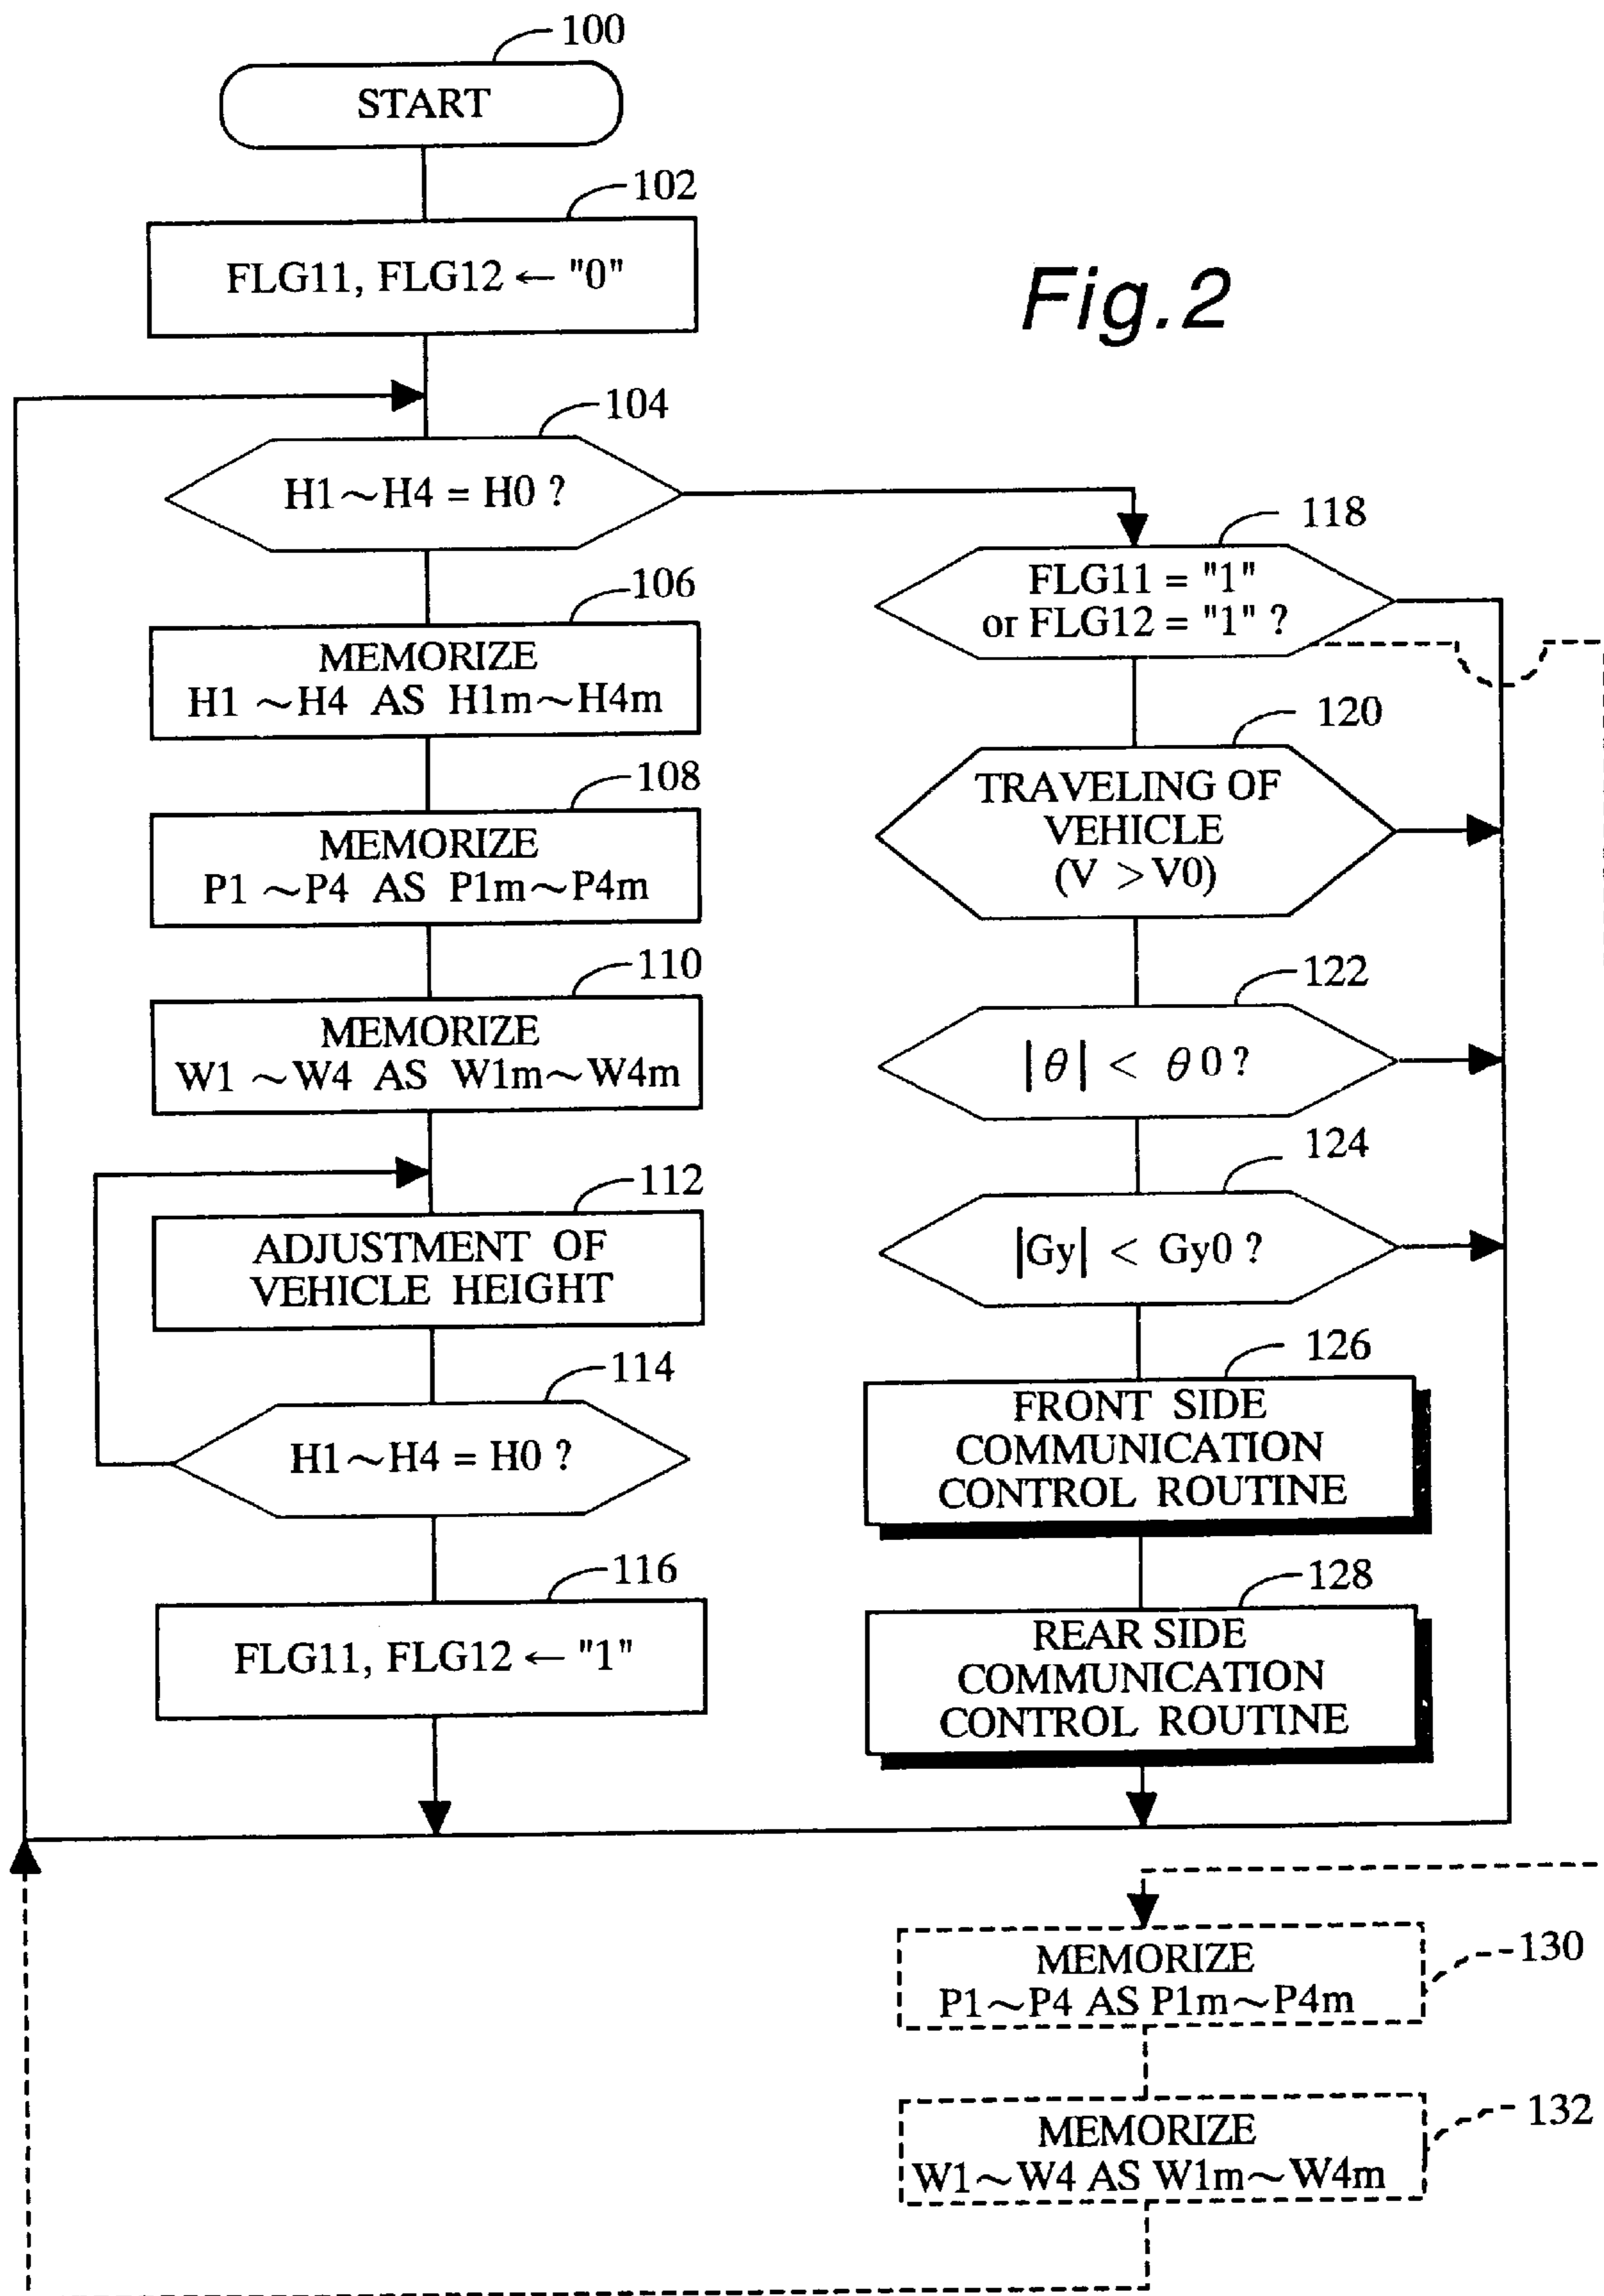 100
START
102
FLG11, FLG12 ← "0"
Fig.2
104
H1~H4 = H0 ?
106
MEMORIZE
H1 ~H4 AS H1m~H4m
108
MEMORIZE
P1 ~P4 AS P1m~P4m
110
MEMORIZE
W1 ~W4 AS W1m~W4m
112
ADJUSTMENT OF
VEHICLE HEIGHT
114
H1~H4 = H0 ?
116
FLG11, FLG12 ← "1"
118
FLG11 = "1"
or FLG12 = "1" ?
120
TRAVELING OF
VEHICLE
(V >V0)
122
|θ| < θ0 ?
124
|Gy| < Gy0 ?
126
FRONT SIDE
COMMUNICATION
CONTROL ROUTINE
128
REAR SIDE
COMMUNICATION
CONTROL ROUTINE
130
MEMORIZE
P1~P4 AS P1m~P4m
132
MEMORIZE
W1~W4 AS W1m~W4m